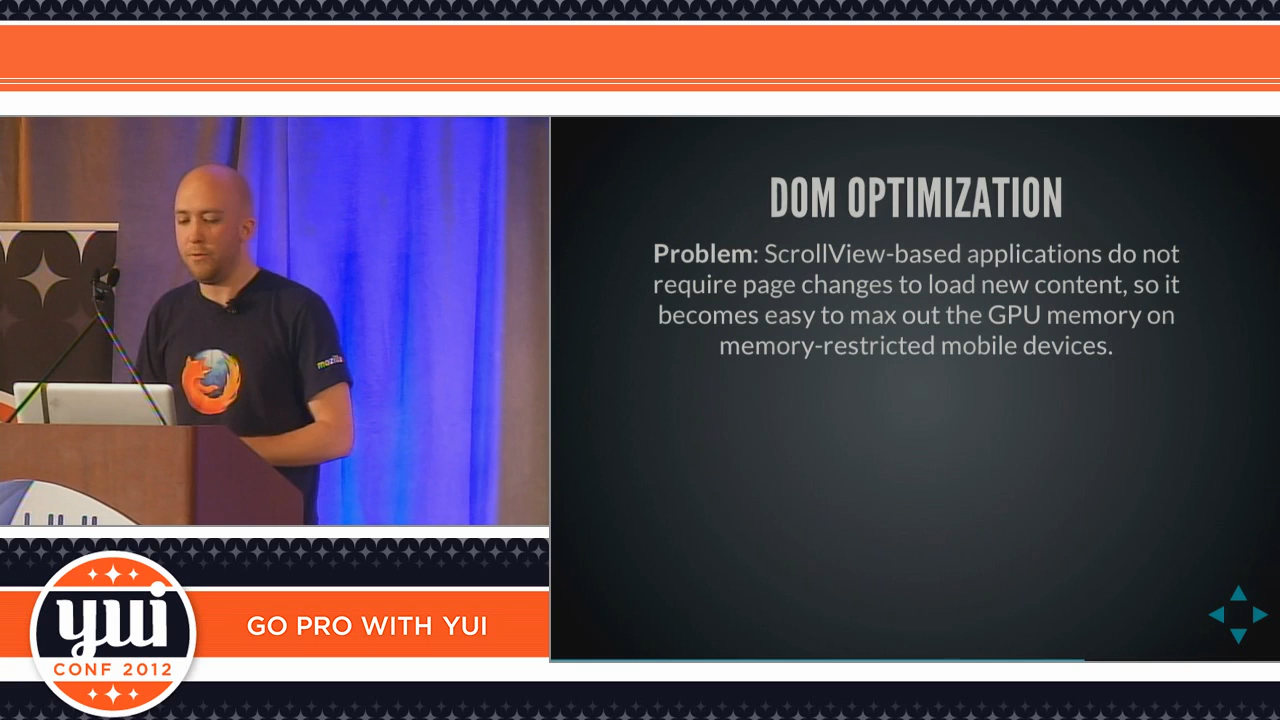 DOM OPTIMIZATION
Problem: ScrollView-based applications do not
require page changes to load new content, so it
becomes easy to max out the GPU memory on
memory-restricted mobile devices.
mozilla
yui
CONF 2012
GO PRO WITH YUI